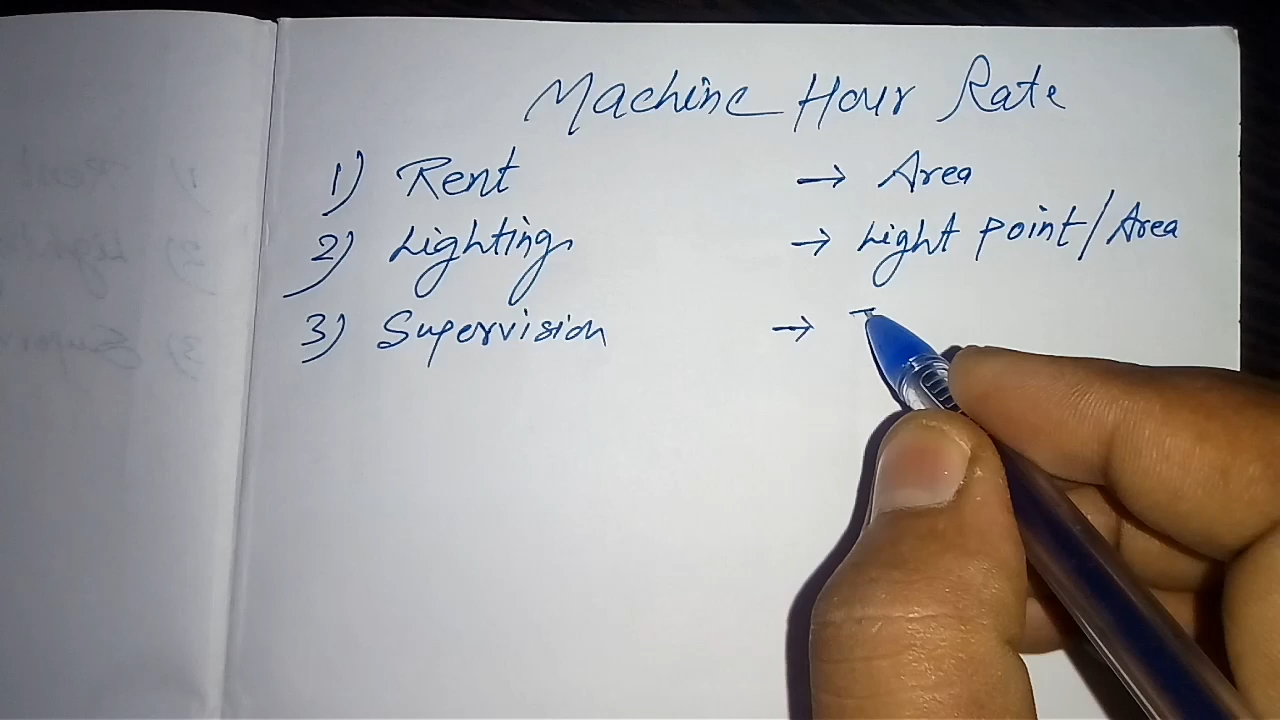 Machine Hour Rate
1) Rent → Area
2) Lighting → Light point/Area
3) Supervision →